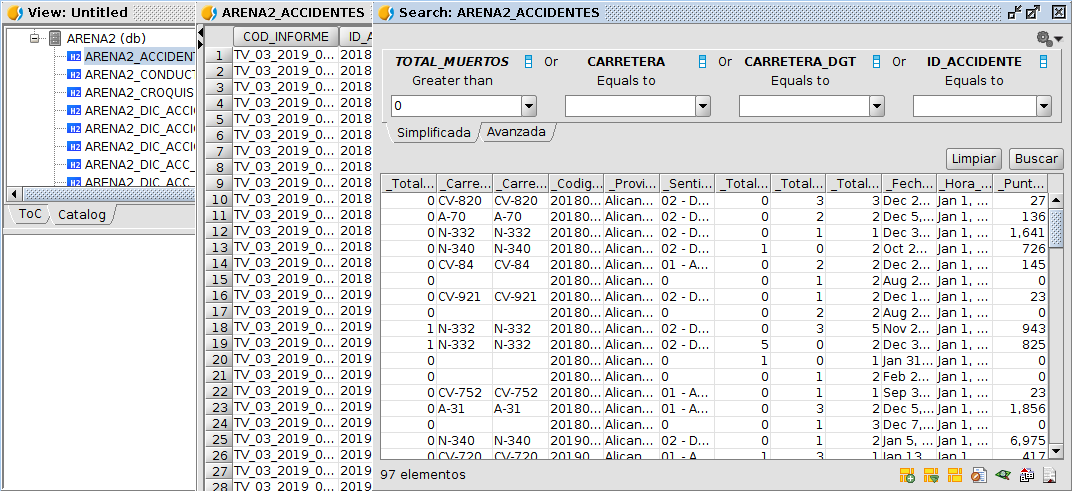 View: Untitled
ARENA2 (db)
H2 ARENA2_ACCIDENT
H2 ARENA2_CONDUCT
H2 ARENA2_CROQUIS
H2 ARENA2_DIC_ACCI
H2 ARENA2_DIC_ACCI
H2 ARENA2_DIC_ACCI
H2 ARENA2_DIC_ACC_
H2 ARENA2_DIC_ACC
ToC Catalog
ARENA2_ACCIDENTES
COD_INFORME ID_A
1 TV_03_2019_0... 2018
2 TV_03_2019_0... 2018
3 TV_03_2019_0... 2018
4 TV_03_2019_0... 2018
5 TV_03_2019_0... 2018
6 TV_03_2019_0... 2018
7 TV_03_2019_0... 2018
8 TV_03_2019_0... 2018
9 TV_03_2019_0... 2018
10 TV_03_2019_0... 2018
11 TV_03_2019_0... 2018
12 TV_03_2019_0... 2018
13 TV_03_2019_0... 2018
14 TV_03_2019_0... 2018
15 TV_03_2019_0... 2018
16 TV_03_2019_0... 2019
17 TV_03_2019_0... 2019
18 TV_03_2019_0... 2019
19 TV_03_2019_0... 2019
20 TV_03_2019_0... 2019
21 TV_03_2019_0... 2019
22 TV_03_2019_0... 2019
23 TV_03_2019_0... 2019
24 TV_03_2019_0... 2019
25 TV_03_2019_0... 2019
26 TV_03_2019_0... 2019
27 TV_03_2019_0... 2019
28 TV_03_2019_0... 2019
Search: ARENA2_ACCIDENTES
TOTAL_MUERTOS Or CARRETERA Or CARRETERA_DGT Or ID_ACCIDENTE
Greater than Equals to Equals to Equals to
0
Simplificada Avanzada
Limpiar Buscar
_Total... _Carre... _Carre... _Codig... _Provi... _Senti... _Total... _Total... _Total... _Fech... _Hora_... _Punt...
0 CV-820 CV-820 20180... Alican... 02 - D... 0 3 3 Dec 2... Jan 1, ... 27
0 A-70 A-70 20180... Alican... 02 - D... 0 2 2 Dec 5,... Jan 1, ... 136
0 N-332 N-332 20180... Alican... 02 - D... 0 1 1 Dec 3... Jan 1, ... 1,641
0 N-340 N-340 20180... Alican... 02 - D... 1 0 2 Oct 2... Jan 1, ... 726
0 CV-84 CV-84 20180... Alican... 01 - A... 0 2 2 Dec 2... Jan 1, ... 145
0 20180... Alican... 0 1 2 Aug 2... Jan 1, ... 0
0 CV-921 CV-921 20180... Alican... 02 - D... 0 1 2 Dec 1... Jan 1, ... 23
0 20180... Alican... 0 2 2 Aug 2... Jan 1, ... 0
1 N-332 N-332 20180... Alican... 02 - D... 0 3 5 Nov 2... Jan 1, ... 943
1 N-332 N-332 20180... Alican... 02 - D... 5 0 2 Dec 3... Jan 1, ... 825
0 20180... Alican... 1 0 1 Jan 31... Jan 1, ... 0
0 20180... Alican... 0 1 2 Feb 2... Jan 1, ... 0
0 CV-752 CV-752 20180... Alican... 01 - A... 0 1 1 Sep 3... Jan 1, ... 23
0 A-31 A-31 20180... Alican... 01 - A... 1 3 2 Dec 5,... Jan 1, ... 1,856
0 20180... Alican... 0 1 3 Dec 7,... Jan 1, ... 0
0 N-340 N-340 20190... Alican... 02 - D... 0 1 2 Jan 5, ... Jan 1, ... 6,975
0 CV-720 CV-720 20190... Alican... 01 - A... 1 3 1 Jan 13... Jan 1, ... 417
97 elementos